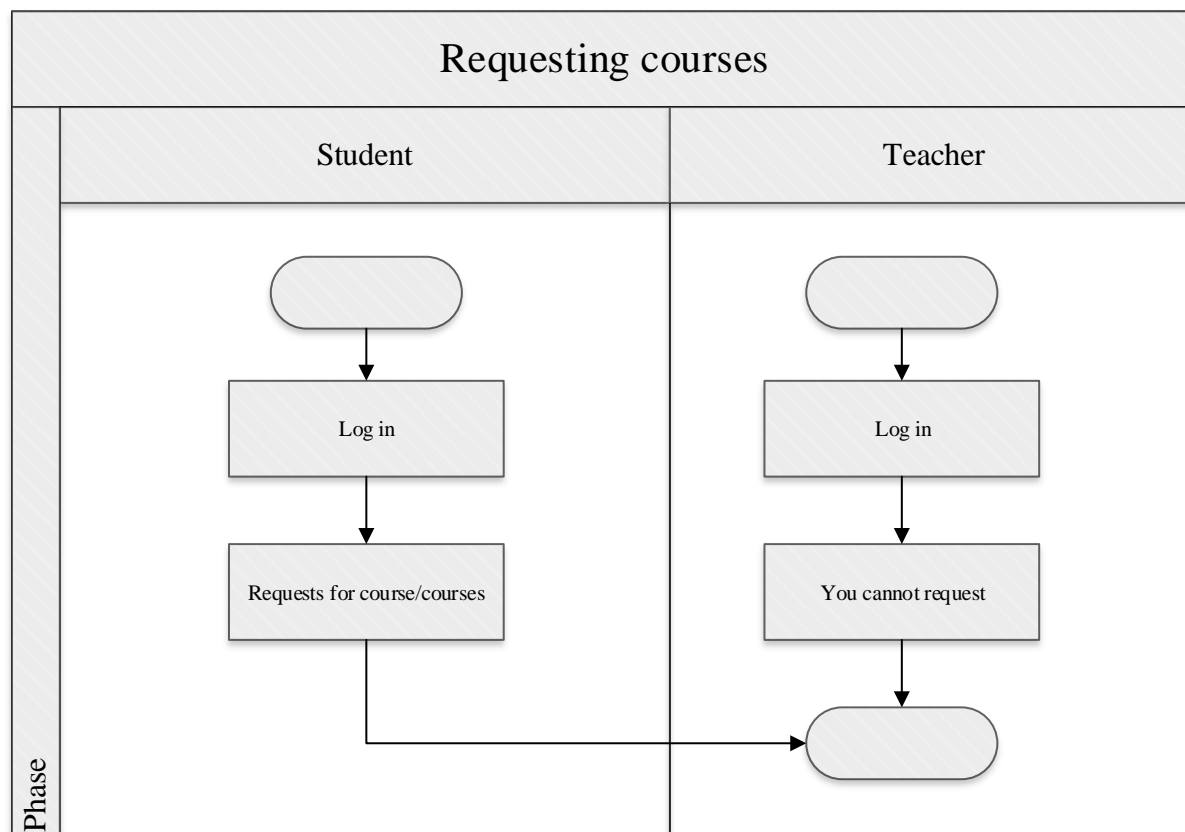 Requesting courses
Student
Teacher
Log in
Log in
Requests for course/courses
You cannot request
Phase